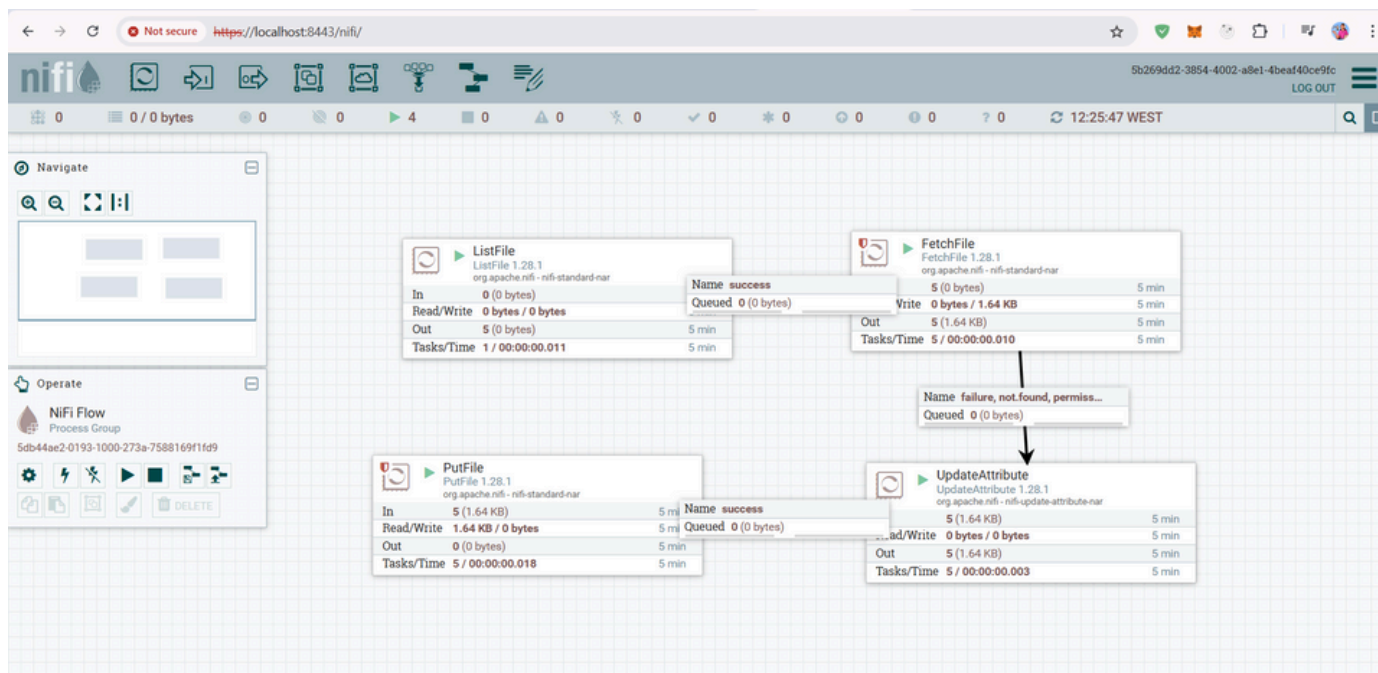 Not secure https://localhost:8443/nifi/
nifi
5b269dd2-3854-4002-a8e1-4beaf40ce9fc
LOG OUT
0 0 / 0 bytes 0 0 4 0 0 0 0 0 0 0 ? 0 12:25:47 WEST
Navigate
Operate
NiFi Flow
Process Group
5db44ae2-0193-1000-273a-7588169f1fd9
DELETE
ListFile
ListFile 1.28.1
org.apache.nifi - nifi-standard-nar
In 0 (0 bytes)
Read/Write 0 bytes / 0 bytes
Out 5 (0 bytes) 5 min
Tasks/Time 1 / 00:00:00.011 5 min
Name success
Queued 0 (0 bytes)
FetchFile
FetchFile 1.28.1
org.apache.nifi - nifi-standard-nar
5 (0 bytes) 5 min
Write 0 bytes / 1.64 KB 5 min
Out 5 (1.64 KB) 5 min
Tasks/Time 5 / 00:00:00.010 5 min
Name failure, not.found, permiss...
Queued 0 (0 bytes)
PutFile
PutFile 1.28.1
org.apache.nifi - nifi-standard-nar
In 5 (1.64 KB) 5 mi
Read/Write 1.64 KB / 0 bytes 5 mi
Out 0 (0 bytes) 5 min
Tasks/Time 5 / 00:00:00.018 5 min
Name success
Queued 0 (0 bytes)
UpdateAttribute
UpdateAttribute 1.28.1
org.apache.nifi - nifi-update-attribute-nar
5 (1.64 KB) 5 min
ad/Write 0 bytes / 0 bytes 5 min
Out 5 (1.64 KB) 5 min
Tasks/Time 5 / 00:00:00.003 5 min